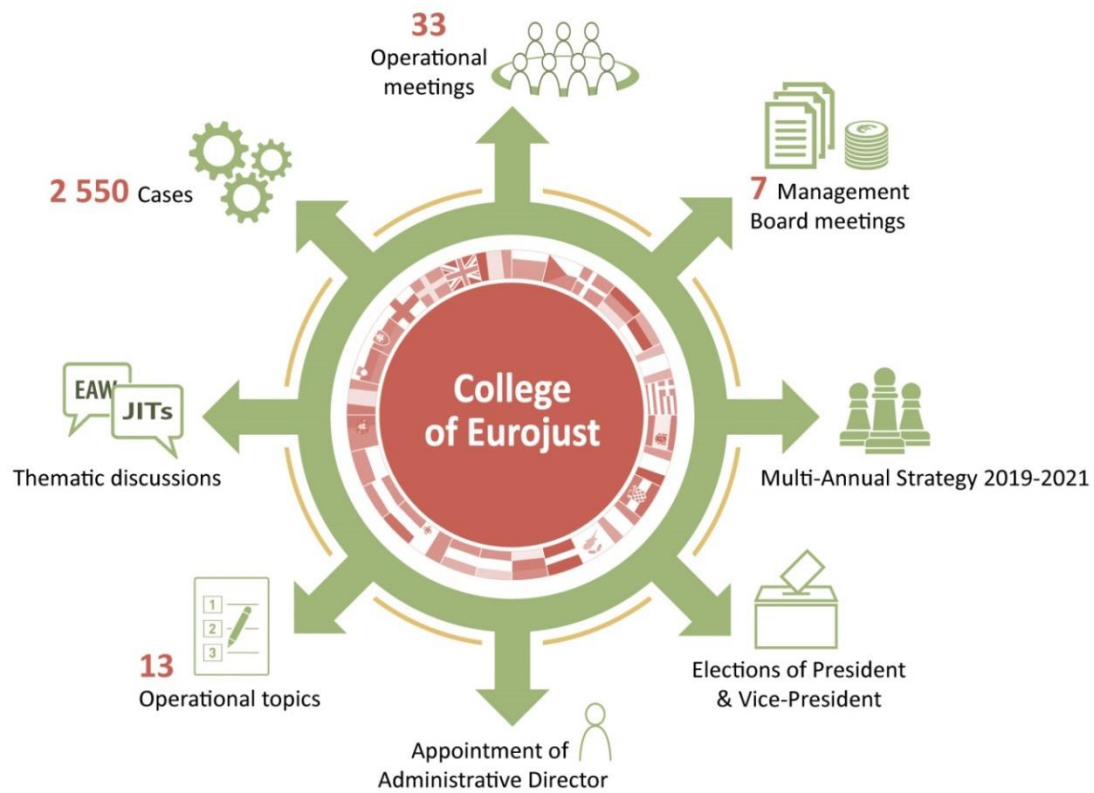 33
Operational
meetings
7 Management
Board meetings
2 550 Cases
EAW
JITs
Thematic discussions
College
of Eurojust
Multi-Annual Strategy 2019-2021
1
2
3
13
Operational topics
Elections of President
& Vice-President
Appointment of
Administrative Director